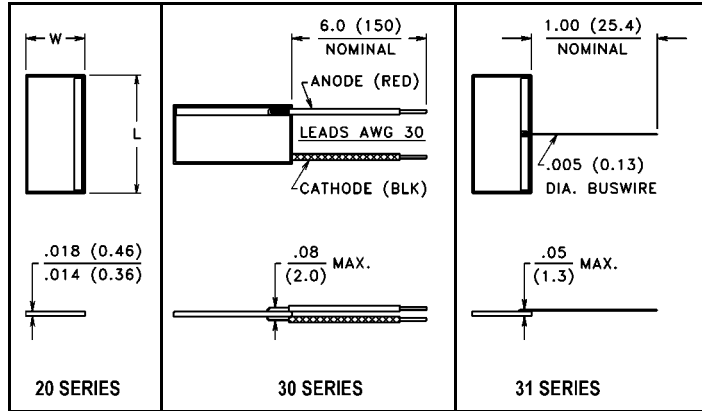 W
L
.018 (0.46)
.014 (0.36)
20 SERIES
6.0 (150)
NOMINAL
ANODE (RED)
LEADS AWG 30
CATHODE (BLK)
.08
(2.0)
MAX.
30 SERIES
1.00 (25.4)
NOMINAL
.005 (0.13)
DIA. BUSWIRE
.05
(1.3)
MAX.
31 SERIES